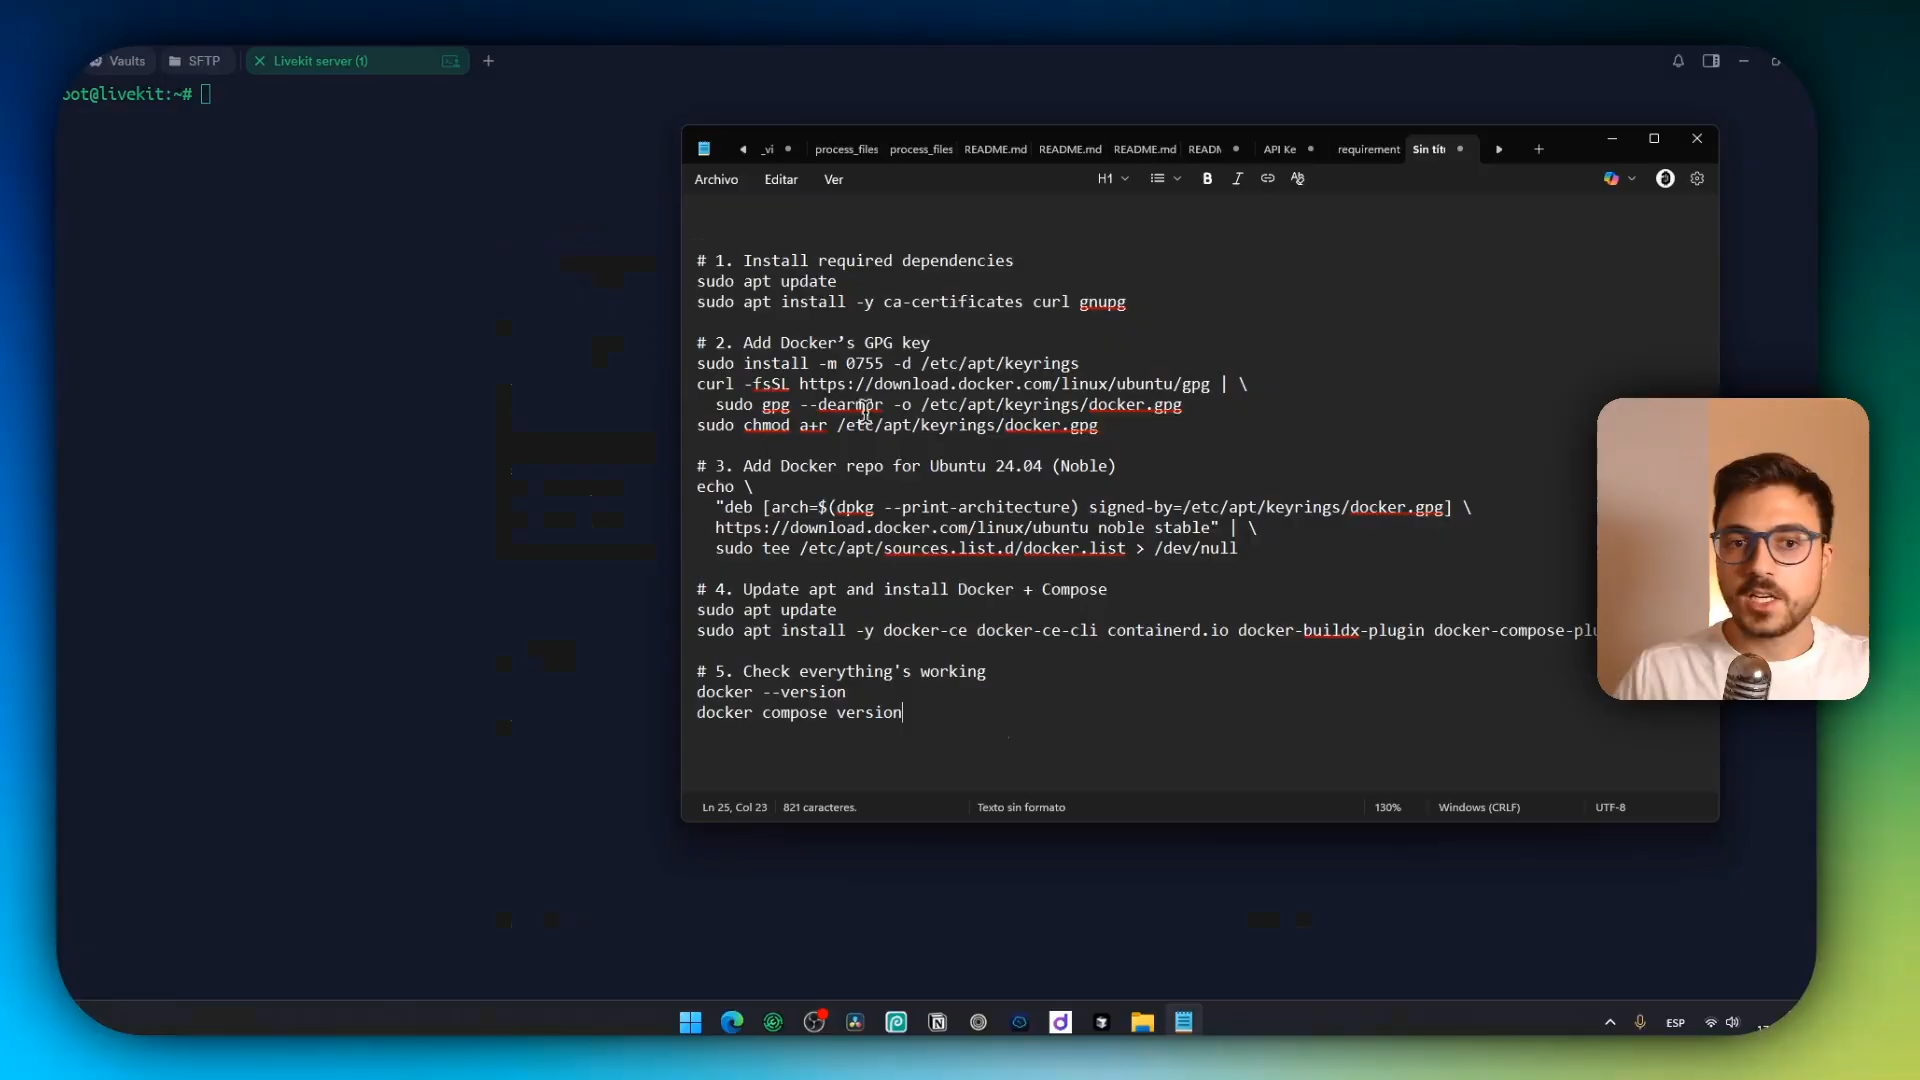 Vaults
SFTP
Livekit server (1)
oot@livekit:~#
_vi
process_files
process_files
README.md
README.md
README.md
API Ke
requirement
Archivo
Editar
Ver
H1
# 1. Install required dependencies
sudo apt update
sudo apt install -y ca-certificates curl gnupg
# 2. Add Docker’s GPG key
sudo install -m 0755 -d /etc/apt/keyrings
curl -fsSL https://download.docker.com/linux/ubuntu/gpg | \
sudo gpg --dearmor -o /etc/apt/keyrings/docker.gpg
sudo chmod a+r /etc/apt/keyrings/docker.gpg
# 3. Add Docker repo for Ubuntu 24.04 (Noble)
echo \
"deb [arch=$(dpkg --print-architecture) signed-by=/etc/apt/keyrings/docker.gpg] \
https://download.docker.com/linux/ubuntu noble stable" | \
sudo tee /etc/apt/sources.list.d/docker.list > /dev/null
# 4. Update apt and install Docker + Compose
sudo apt update
sudo apt install -y docker-ce docker-ce-cli containerd.io docker-buildx-plugin docker-compose-plu
# 5. Check everything's working
docker --version
docker compose version
Ln 25, Col 23
821 caracteres.
Texto sin formato
130%
Windows (CRLF)
UTF-8
ESP